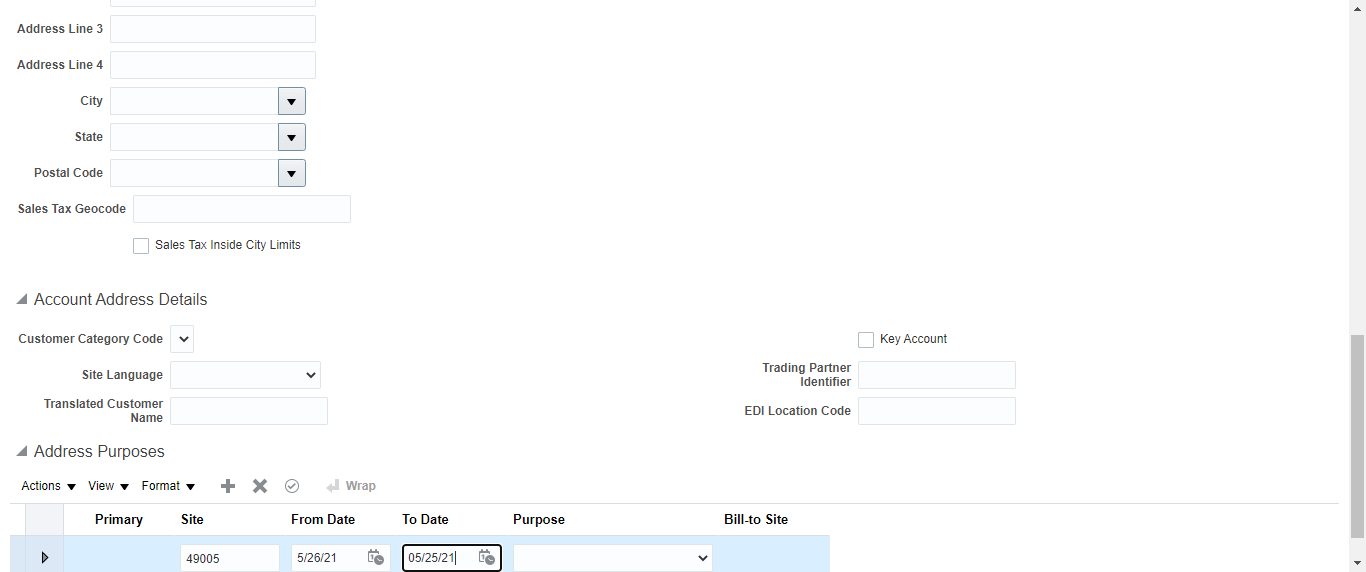 Address Line 3
Address Line 4
City
State
Postal Code
Sales Tax Geocode
Sales Tax Inside City Limits
Account Address Details
Customer Category Code
Key Account
Site Language
Trading Partner
Identifier
Translated Customer
Name
EDI Location Code
Address Purposes
Actions View Format Wrap
Primary Site From Date To Date Purpose Bill-to Site
49005 5/26/21 05/25/21